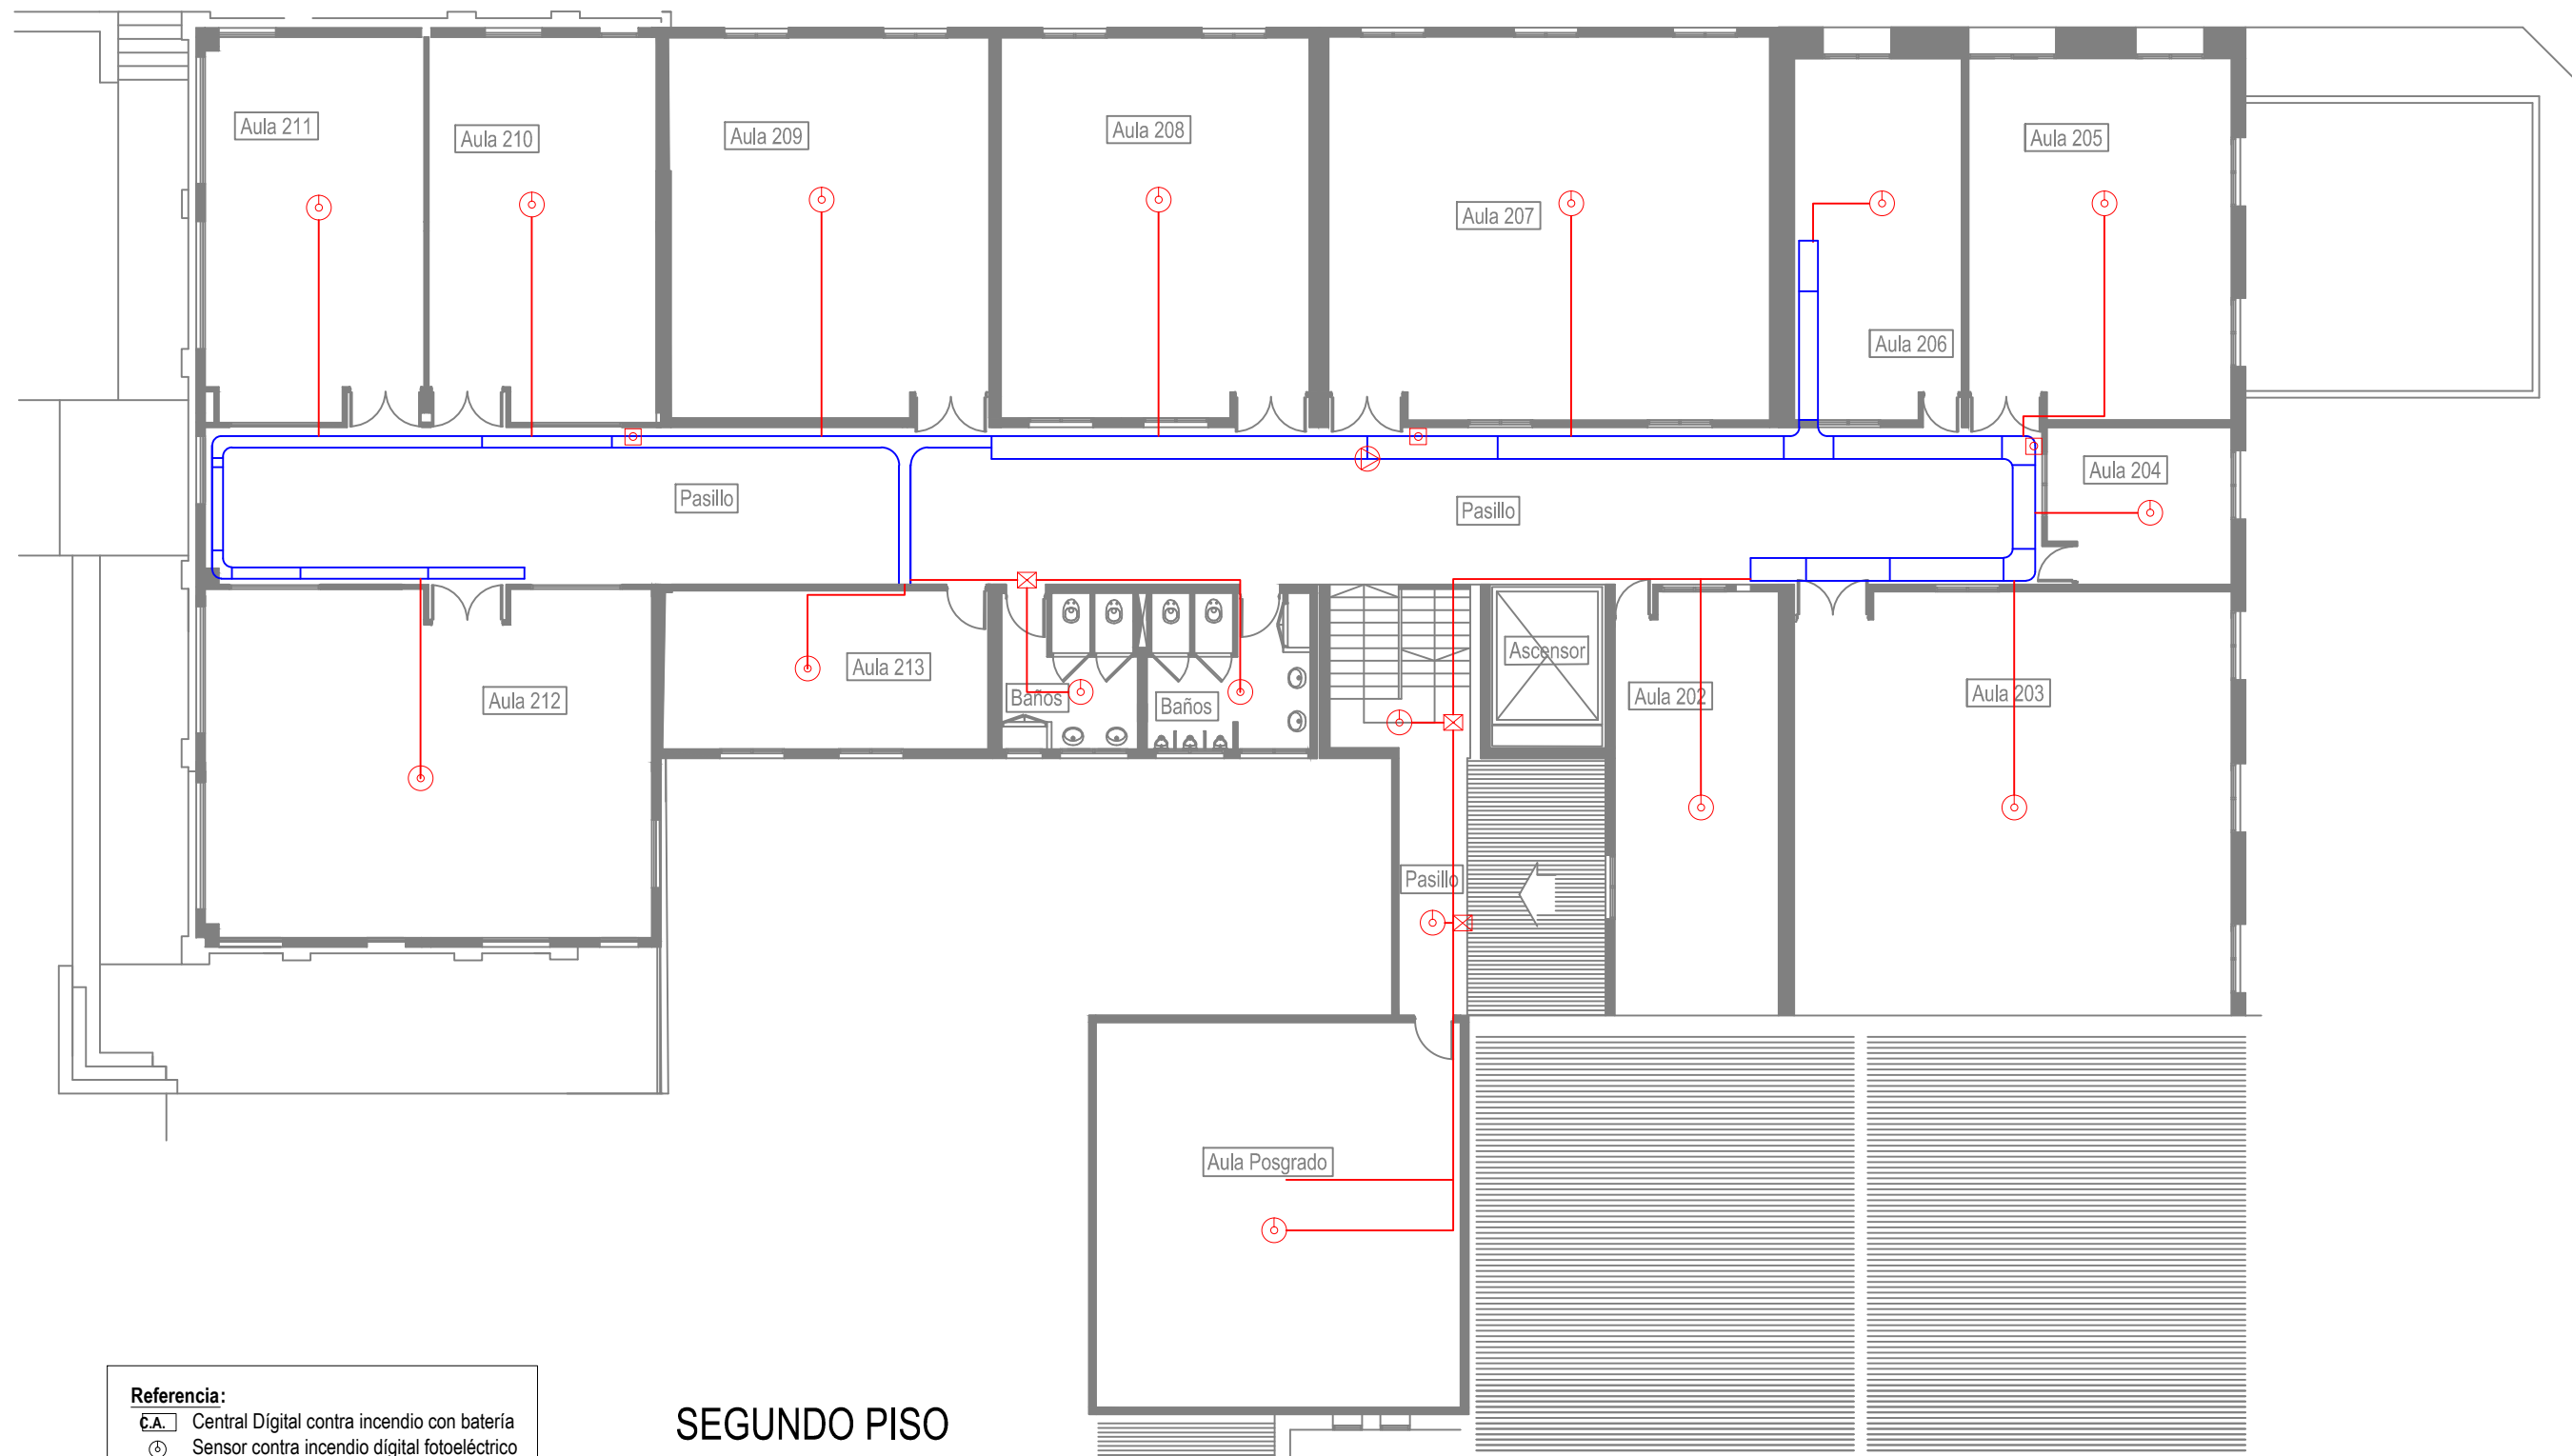 Aula 211
Aula 210
Aula 209
Aula 208
Aula 207
Aula 206
Aula 205
Aula 204
Pasillo
Pasillo
Aula 212
Aula 213
Baños
Baños
Ascensor
Aula 202
Aula 203
Pasillo
Aula Posgrado
Referencia:
C.A. Central Dígital contra incendio con batería
Sensor contra incendio dígital fotoeléctrico
SEGUNDO PISO